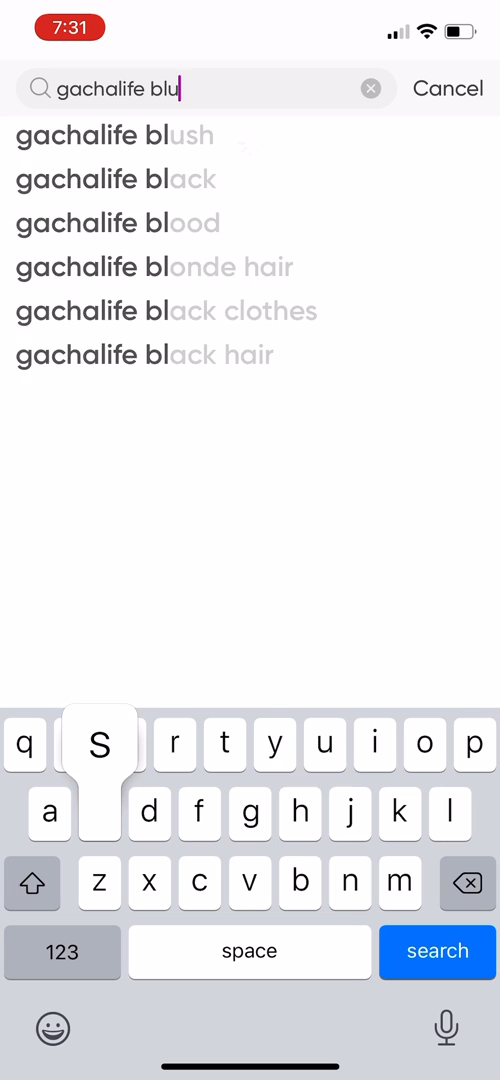 7:31
gachalife blu Cancel
gachalife blush
gachalife black
gachalife blood
gachalife blonde hair
gachalife black clothes
gachalife black hair
q S r t y u i o p
a d f g h j k l
z x c v b n m
123 space search